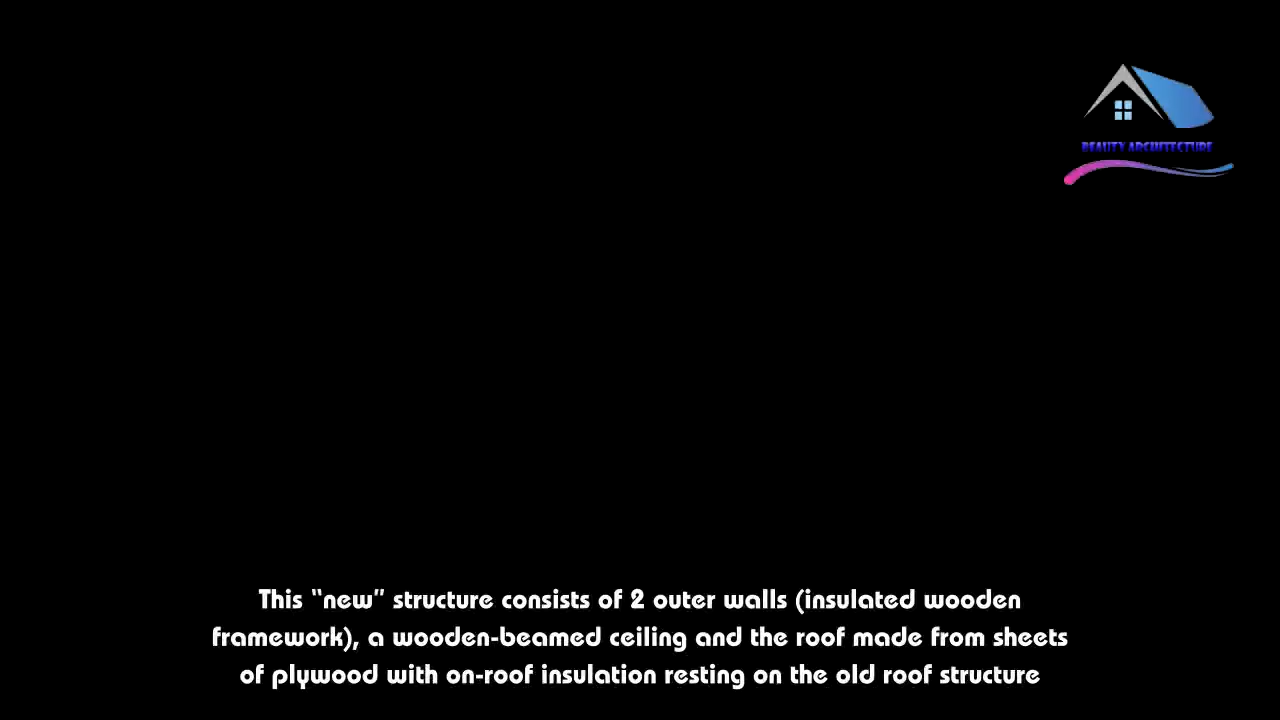 BEAUTY ARCHITECTURE
This “new” structure consists of 2 outer walls (insulated wooden
framework), a wooden-beamed ceiling and the roof made from sheets
of plywood with on-roof insulation resting on the old roof structure